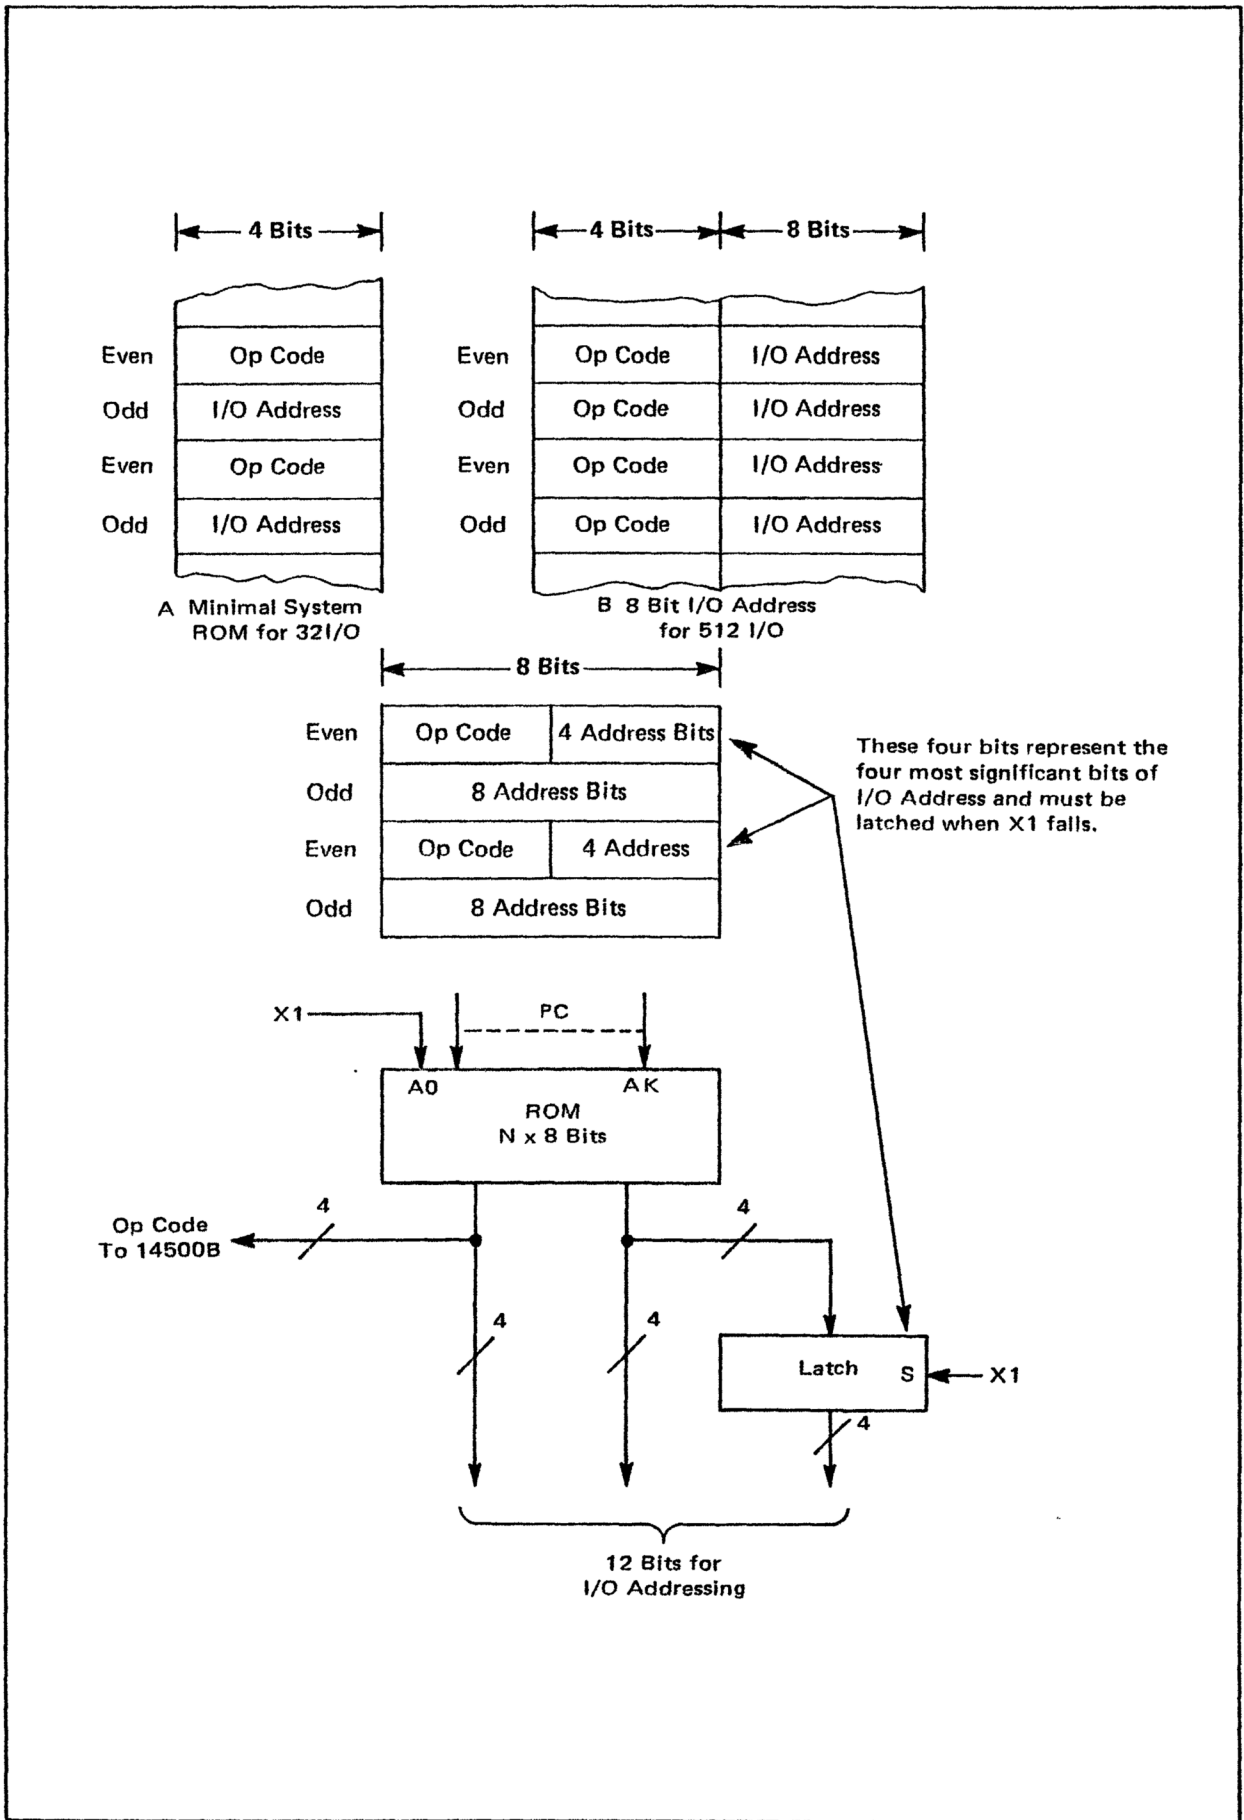 4 Bits
4 Bits 8 Bits
Even Op Code
Odd I/O Address
Even Op Code
Odd I/O Address
A Minimal System
ROM for 32I/O
Even Op Code I/O Address
Odd Op Code I/O Address
Even Op Code I/O Address
Odd Op Code I/O Address
B 8 Bit I/O Address
for 512 I/O
8 Bits
Even Op Code 4 Address Bits
Odd 8 Address Bits
Even Op Code 4 Address
Odd 8 Address Bits
These four bits represent the
four most significant bits of
I/O Address and must be
latched when X1 falls.
X1 PC
A0 AK
ROM
N x 8 Bits
4 4
Op Code
To 14500B
4 4
Latch S X1
4
12 Bits for
I/O Addressing